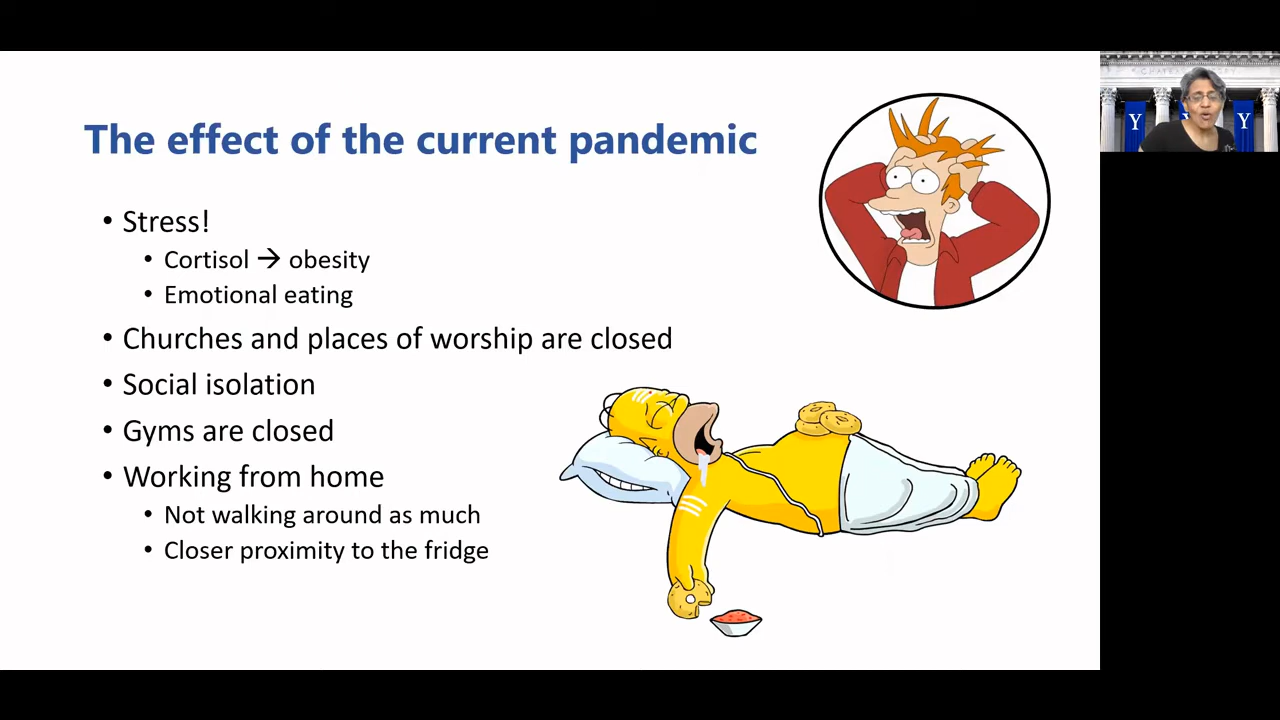 The effect of the current pandemic
• Stress!
• Cortisol → obesity
• Emotional eating
• Churches and places of worship are closed
• Social isolation
• Gyms are closed
• Working from home
• Not walking around as much
• Closer proximity to the fridge
Y Y